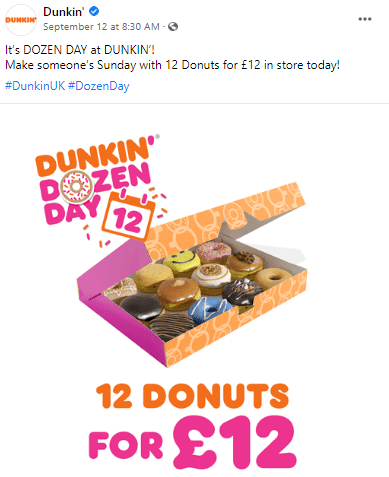 Dunkin'
DUNKIN'
September 12 at 8:30 AM ·
It's DOZEN DAY at DUNKIN'!
Make someone's Sunday with 12 Donuts for £12 in store today!
#DunkinUK #DozenDay
DUNKIN'®
DOZEN
DAY 12
12 DONUTS
FOR £12